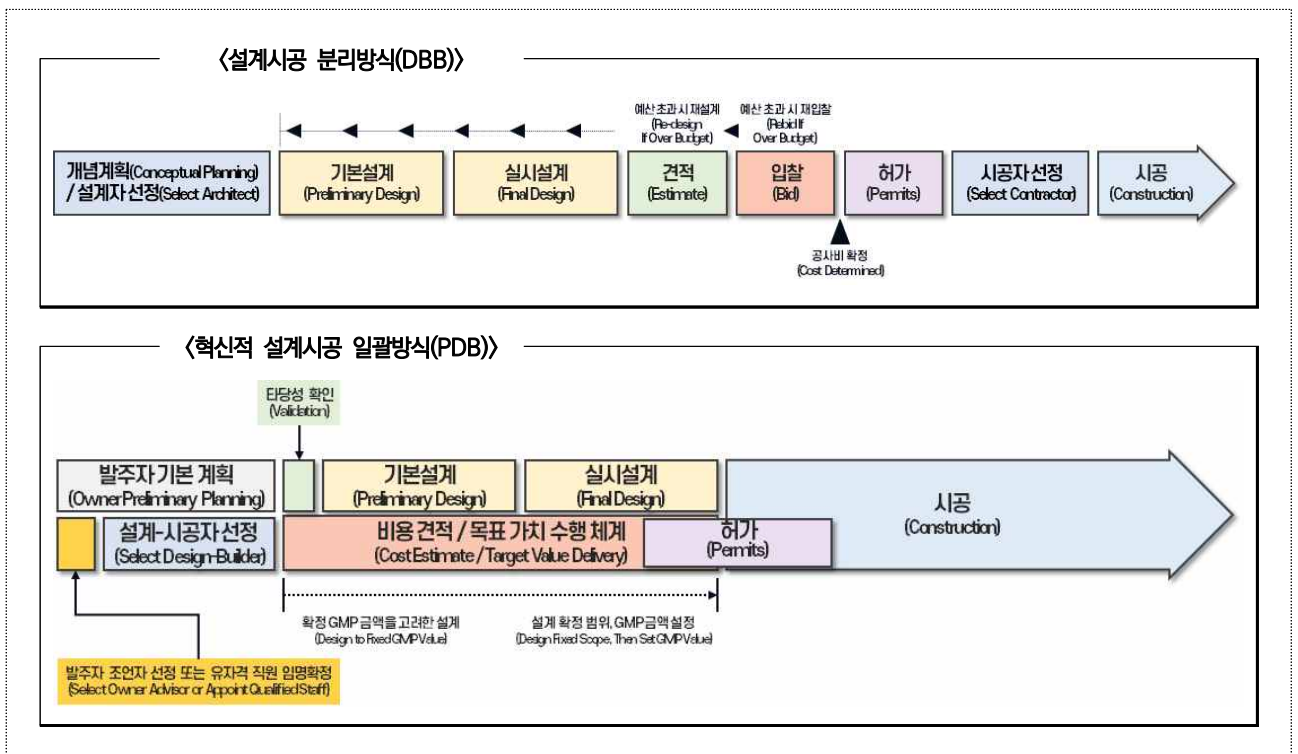 〈설계시공 분리방식(DBB)〉
예산 초과 시 재설계
(Re-design
If Over Budget)
예산 초과 시 재입찰
(Rebid If
Over Budget)
개념계획(Conceptual Planning)
/ 설계자 선정(Select Architect)
기본설계
(Preliminary Design)
실시설계
(Final Design)
견적
(Estimate)
입찰
(Bid)
허가
(Permits)
시공자 선정
(Select Contractor)
시공
(Construction)
공사비 확정
(Cost Determined)
〈혁신적 설계시공 일괄방식(PDB)〉
타당성 확인
(Validation)
발주자 기본 계획
(Owner Preliminary Planning)
기본설계
(Preliminary Design)
실시설계
(Final Design)
시공
(Construction)
설계-시공자 선정
(Select Design-Builder)
비용 견적 / 목표 가치 수행 체계
(Cost Estimate / Target Value Delivery)
허가
(Permits)
확정 GMP 금액을 고려한 설계
(Design to Fixed GMP Value)
설계 확정 범위, GMP금액 설정
(Design Fixed Scope, Then Set GMP Value)
발주자 조언자 선정 또는 유자격 직원 임명확정
(Select Owner Advisor or Appoint Qualified Staff)